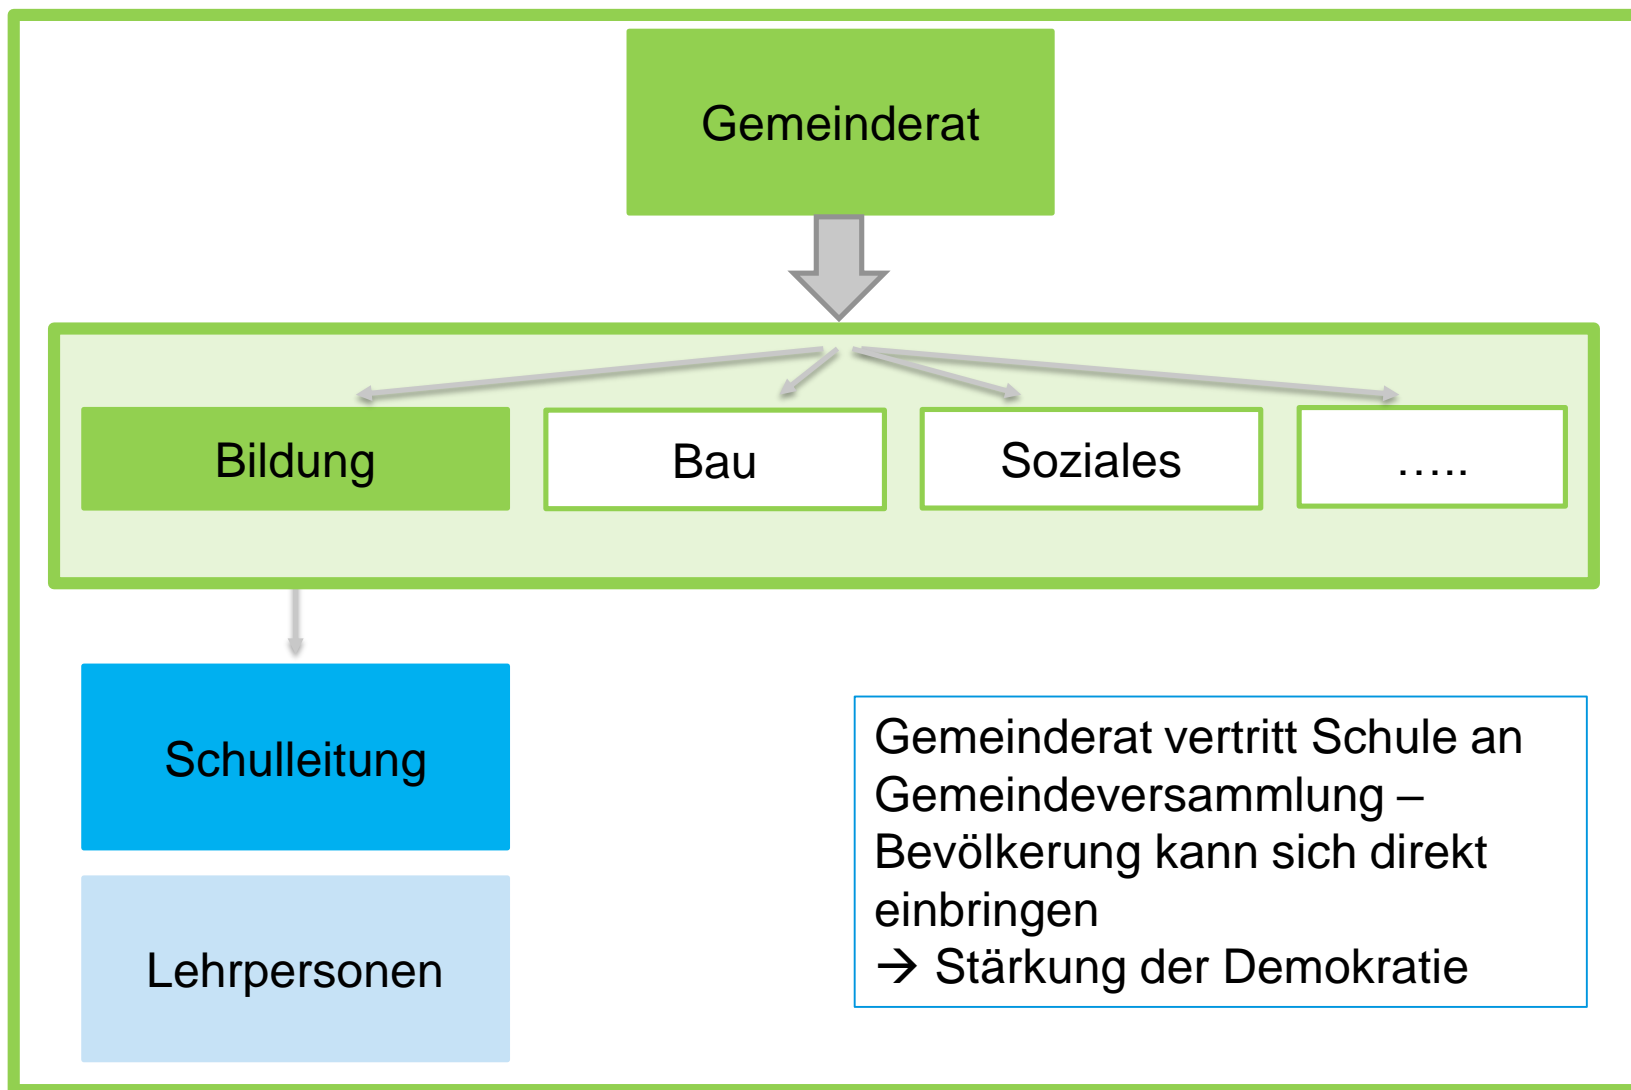 Gemeinderat
Bildung
Bau
Soziales
.....
Schulleitung
Lehrpersonen
Gemeinderat vertritt Schule an
Gemeindeversammlung –
Bevölkerung kann sich direkt
einbringen
→ Stärkung der Demokratie